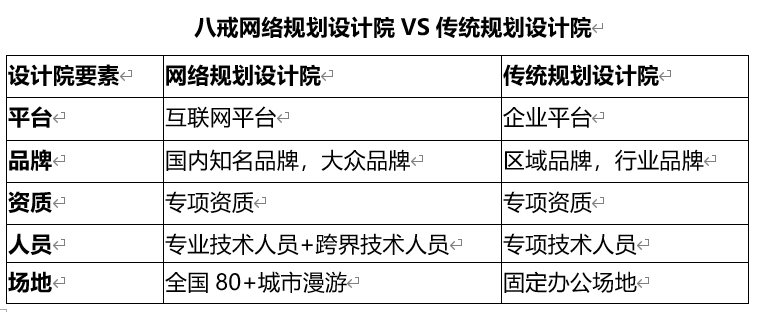 八戒网络规划设计院 VS 传统规划设计院
设计院要素 网络规划设计院 传统规划设计院
平台 互联网平台 企业平台
品牌 国内知名品牌，大众品牌 区域品牌，行业品牌
资质 专项资质 专项资质
人员 专业技术人员+跨界技术人员 专项技术人员
场地 全国 80+城市漫游 固定办公场地